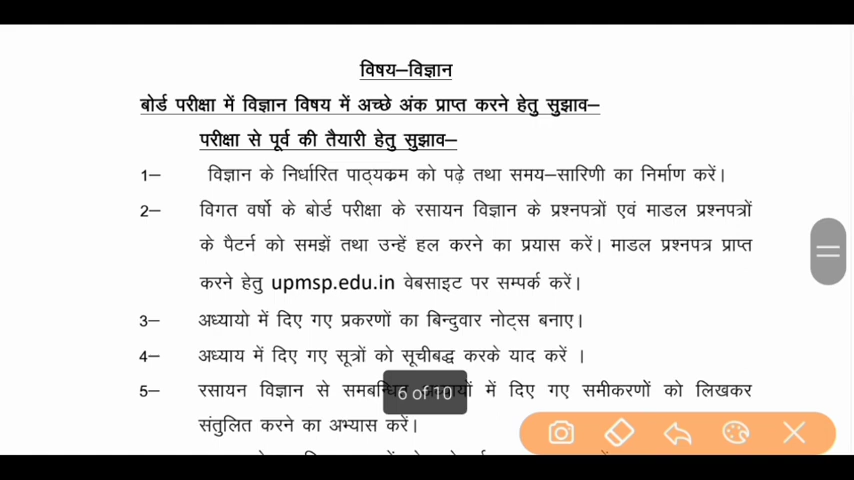 विषय–विज्ञान
बोर्ड परीक्षा में विज्ञान विषय में अच्छे अंक प्राप्त करने हेतु सुझाव–
परीक्षा से पूर्व की तैयारी हेतु सुझाव–
1– विज्ञान के निर्धारित पाठ्यकम को पढ़े तथा समय–सारिणी का निर्माण करें।
2– विगत वर्षो के बोर्ड परीक्षा के रसायन विज्ञान के प्रश्नपत्रों एवं माडल प्रश्नपत्रों
के पैटर्न को समझें तथा उन्हें हल करने का प्रयास करें। माडल प्रश्नपत्र प्राप्त
करने हेतु upmsp.edu.in वेबसाइट पर सम्पर्क करें।
3– अध्यायो में दिए गए प्रकरणों का बिन्दुवार नोट्स बनाए।
4– अध्याय में दिए गए सूत्रों को सूचीबद्ध करके याद करें ।
5– रसायन विज्ञान से समबन्धित अध्यायों में दिए गए समीकरणों को लिखकर
6 of 10
संतुलित करने का अभ्यास करें।